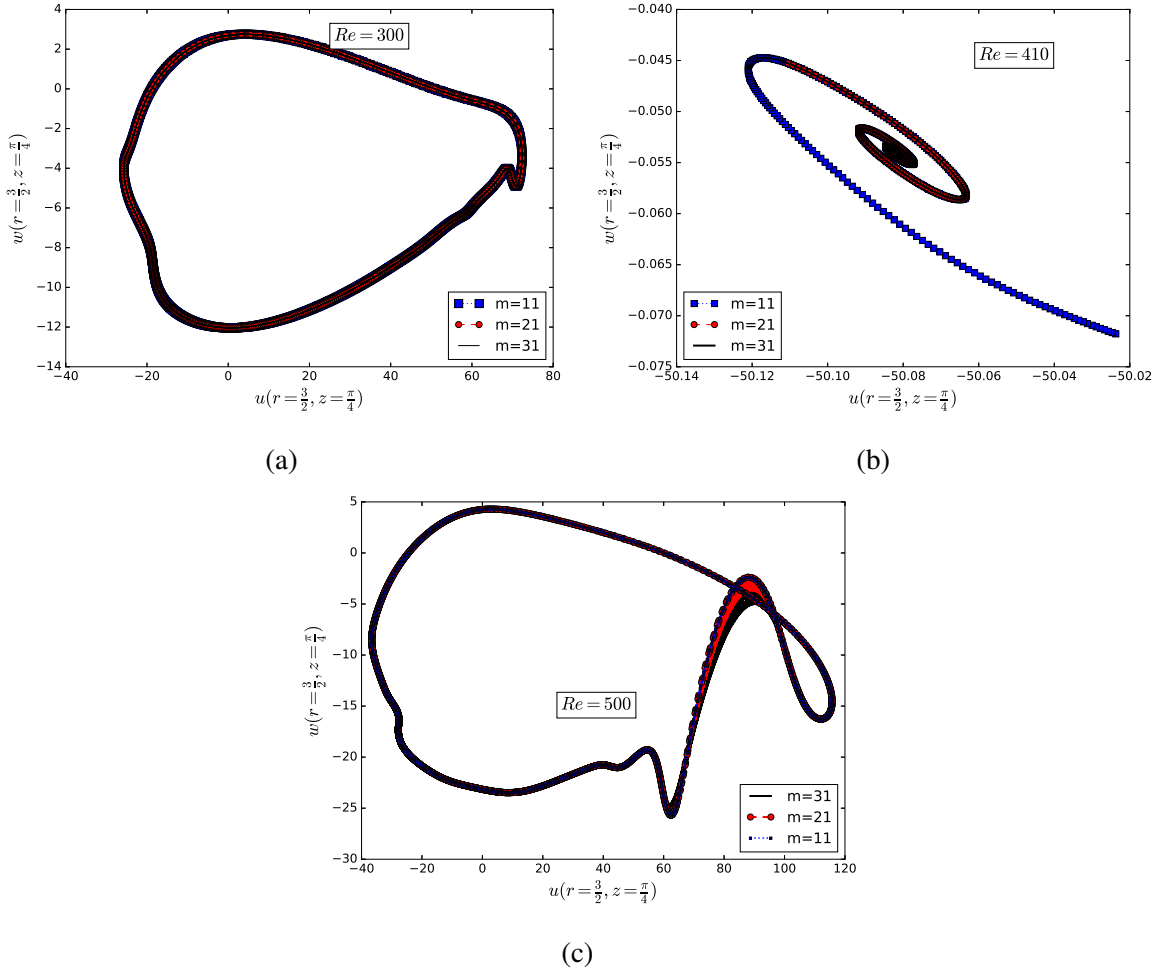 Re = 300
4
2
0
−2
−4
−6
−8
−10
−12
−14
w(r = 3/2, z = π/4)
m=11
m=21
m=31
−40 −20 0 20 40 60 80
u(r = 3/2, z = π/4)
(a)
Re = 410
−0.040
−0.045
−0.050
−0.055
−0.060
−0.065
−0.070
−0.075
w(r = 3/2, z = π/4)
m=11
m=21
m=31
−50.14 −50.12 −50.10 −50.08 −50.06 −50.04 −50.02
u(r = 3/2, z = π/4)
(b)
5
0
−5
−10
−15
−20
−25
−30
w(r = 3/2, z = π/4)
Re = 500
m=31
m=21
m=11
−40 −20 0 20 40 60 80 100 120
u(r = 3/2, z = π/4)
(c)